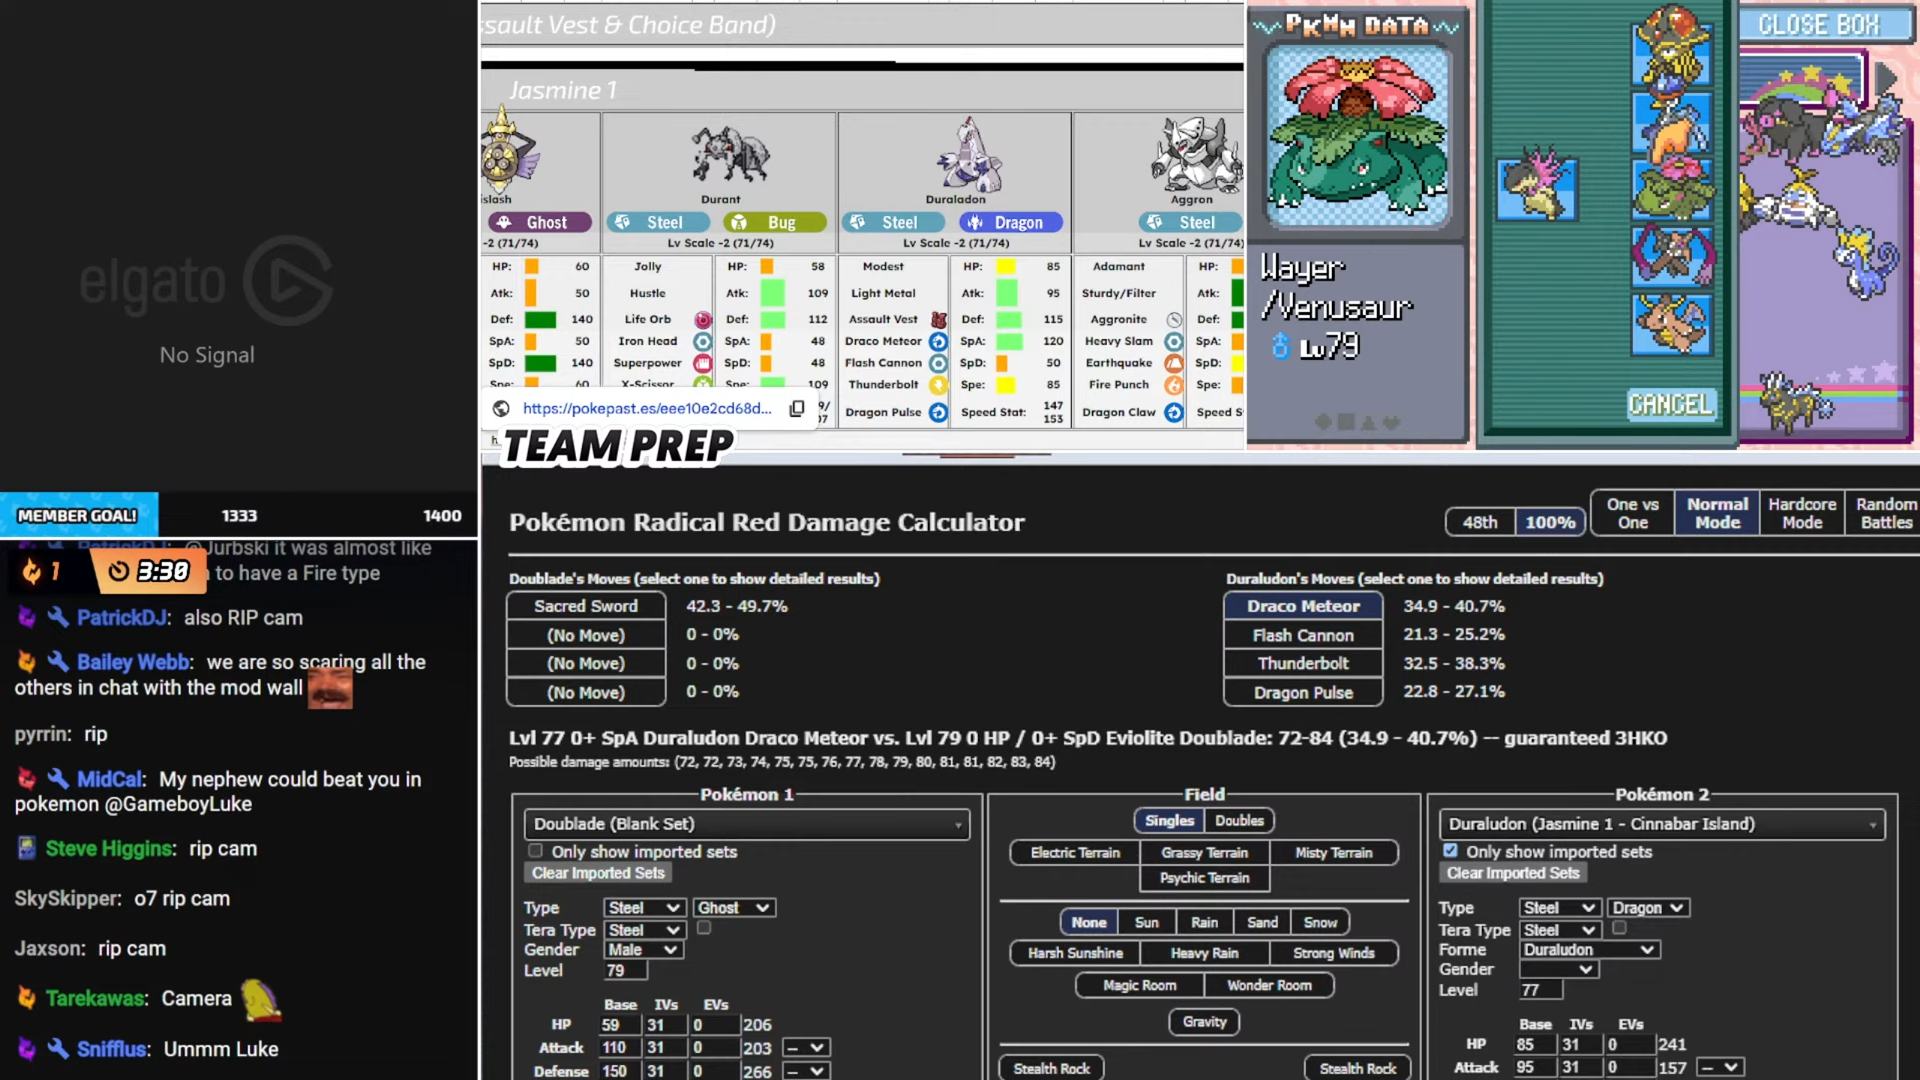 elgato
No Signal
MEMBER GOAL!
1333
1400
@Jurbski it was almost like
to have a Fire type
1
3:30
PatrickDJ: also RIP cam
Bailey Webb: we are so scaring all the
others in chat with the mod wall
pyrrin: rip
MidCal: My nephew could beat you in
pokemon @GameboyLuke
Steve Higgins: rip cam
SkySkipper: o7 rip cam
Jaxson: rip cam
Tarekawas: Camera
Snifflus: Ummm Luke
ssault Vest & Choice Band)
Jasmine 1
islash
Durant
Duraladon
Aggron
Ghost
Steel
Bug
Steel
Dragon
Steel
-2 (71/74)
Lv Scale -2 (71/74)
Lv Scale -2 (71/74)
Lv Scale -2 (71/74)
HP: 60 Jolly HP: 58 Modest HP: 85 Adamant HP:
Atk: 50 Hustle Atk: 109 Light Metal Atk: 95 Sturdy/Filter Atk:
Def: 140 Life Orb Def: 112 Assault Vest Def: 115 Aggronite Def:
SpA: 50 Iron Head SpA: 48 Draco Meteor SpA: 120 Heavy Slam SpA:
SpD: 140 Superpower SpD: 48 Flash Cannon SpD: 50 Earthquake SpD:
Spe: 60 X-Scissor Spe: 109 Thunderbolt Spe: 85 Fire Punch Spe:
Dragon Pulse Speed Stat: 147 Dragon Claw Speed S
153
https://pokepast.es/eee10e2cd68d...
TEAM PREP
PKMN DATA
Wayer
/Venusaur
♂ Lv79
CANCEL
CLOSE BOX
Pokémon Radical Red Damage Calculator
48th
100%
One vs
One
Normal
Mode
Hardcore
Mode
Random
Battles
Doublade's Moves (select one to show detailed results)
Sacred Sword 42.3 - 49.7%
(No Move) 0 - 0%
(No Move) 0 - 0%
(No Move) 0 - 0%
Duraludon's Moves (select one to show detailed results)
Draco Meteor 34.9 - 40.7%
Flash Cannon 21.3 - 25.2%
Thunderbolt 32.5 - 38.3%
Dragon Pulse 22.8 - 27.1%
Lvl 77 0+ SpA Duraludon Draco Meteor vs. Lvl 79 0 HP / 0+ SpD Eviolite Doublade: 72-84 (34.9 - 40.7%) -- guaranteed 3HKO
Possible damage amounts: (72, 72, 73, 74, 75, 75, 76, 77, 78, 79, 80, 81, 81, 82, 83, 84)
Pokémon 1
Doublade (Blank Set)
Only show imported sets
Clear Imported Sets
Type Steel Ghost
Tera Type Steel
Gender Male
Level 79
Base IVs EVs
HP 59 31 0 206
Attack 110 31 0 203 --
Defense 150 31 0 266 --
Field
Singles Doubles
Electric Terrain Grassy Terrain Misty Terrain
Psychic Terrain
None Sun Rain Sand Snow
Harsh Sunshine Heavy Rain Strong Winds
Magic Room Wonder Room
Gravity
Stealth Rock Stealth Rock
Pokémon 2
Duraludon (Jasmine 1 - Cinnabar Island)
Only show imported sets
Clear Imported Sets
Type Steel Dragon
Tera Type Steel
Forme Duraludon
Gender
Level 77
Base IVs EVs
HP 85 31 0 241
Attack 95 31 0 157 --